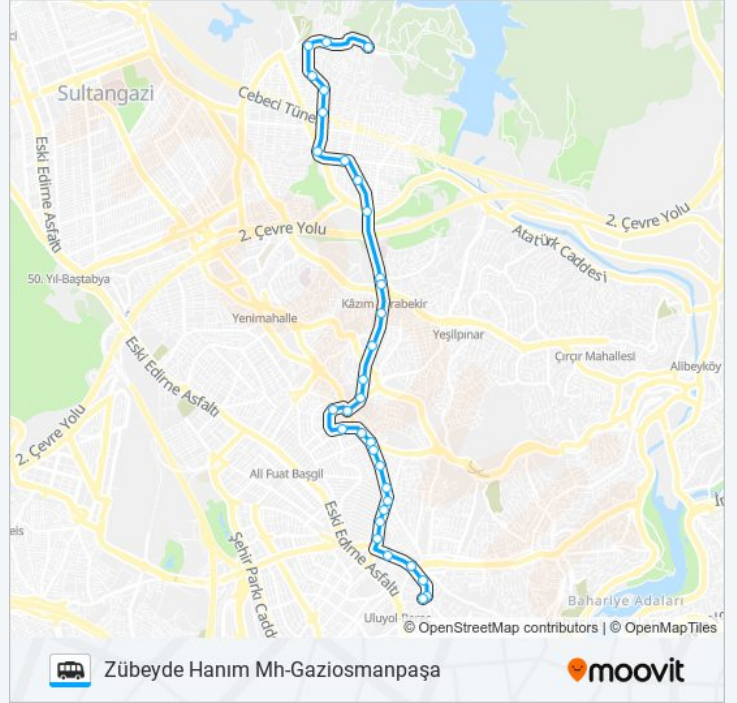 Sultangazi
Cebeci Tüne
Eski Edirne Asfaltı
2. Çevre Yolu
2. Çevre Yolu
Atatürk Caddesi
50. Yıl-Baştabya
Kâzım
rabekir
Yenimahalle
Yeşilpınar
Çırçır Mahallesi
Alibeyköy
Eski Edirne Asfaltı
2. Çevre Yolu
Ali Fuat Başgil
Eski Edirne Asfaltı
Şehir Parkı Cadd
eis
Bahariye Adaları
Uluyol
© OpenStreetMap contributors | © OpenMapTiles
Zübeyde Hanım Mh-Gaziosmanpaşa
moovit